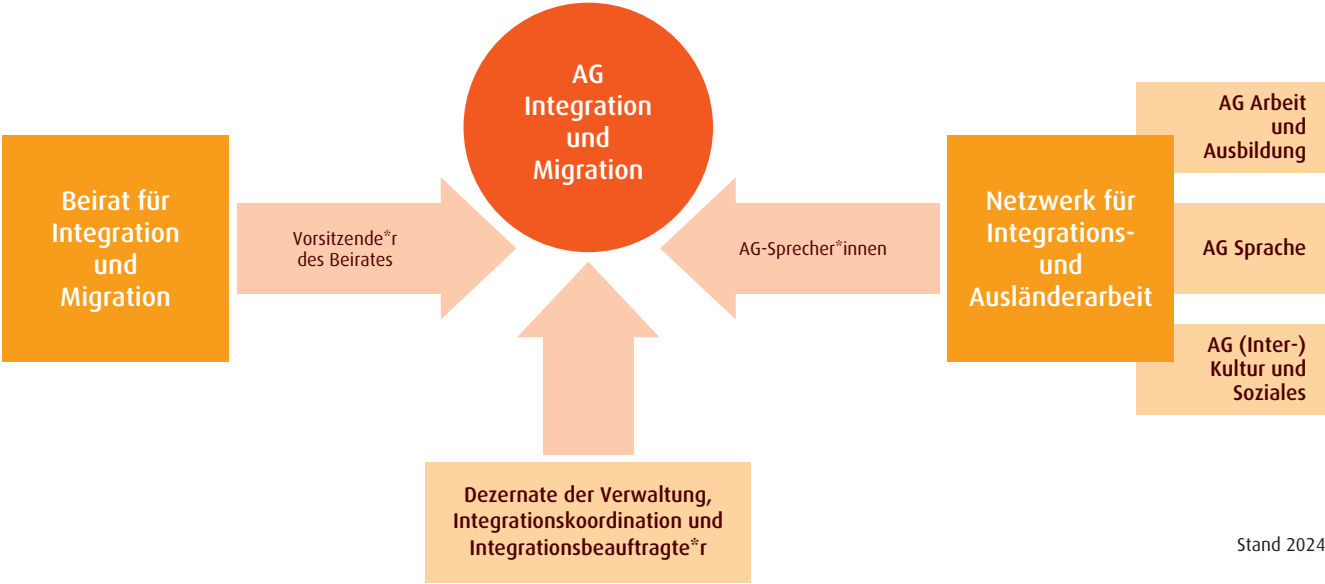 AG
Integration
und
Migration
Beirat für
Integration
und
Migration
Vorsitzende*r
des Beirates
AG-Sprecher*innen
Netzwerk für
Integrations-
und
Ausländerarbeit
AG Arbeit
und
Ausbildung
AG Sprache
AG (Inter-)
Kultur und
Soziales
Dezernate der Verwaltung,
Integrationskoordination und
Integrationsbeauftragte*r
Stand 2024